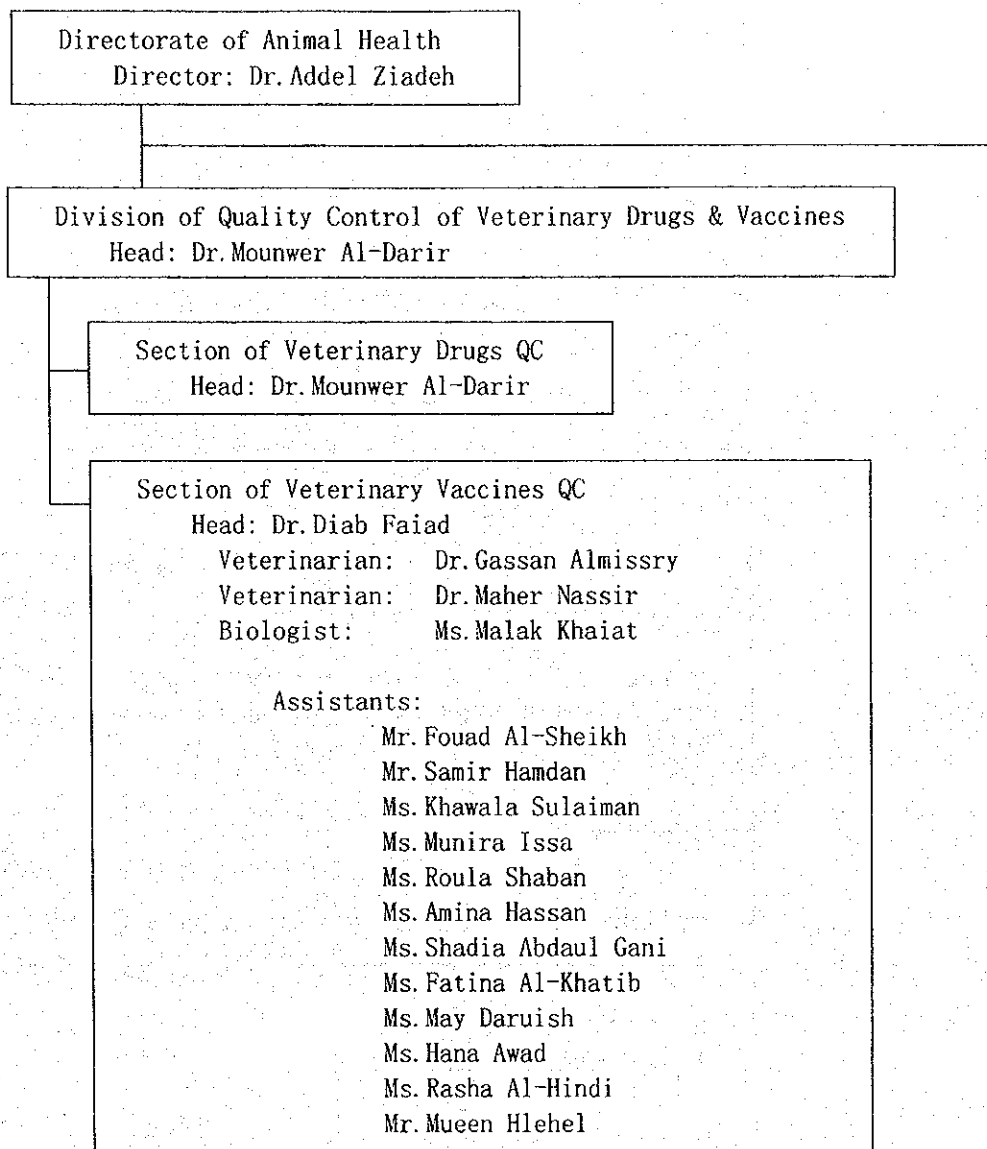 Directorate of Animal Health
Director: Dr. Addel Ziadeh
Division of Quality Control of Veterinary Drugs & Vaccines
Head: Dr. Mounwer Al-Darir
Section of Veterinary Drugs QC
Head: Dr. Mounwer Al-Darir
Section of Veterinary Vaccines QC
Head: Dr. Diab Faiad
Veterinarian: Dr. Gassan Almissry
Veterinarian: Dr. Maher Nassir
Biologist: Ms. Malak Khaiat
Assistants:
Mr. Fouad Al-Sheikh
Mr. Samir Hamdan
Ms. Khawala Sulaiman
Ms. Munira Issa
Ms. Roula Shaban
Ms. Amina Hassan
Ms. Shadia Abdaul Gani
Ms. Fatina Al-Khatib
Ms. May Daruish
Ms. Hana Awad
Ms. Rasha Al-Hindi
Mr. Mueen Hlehel